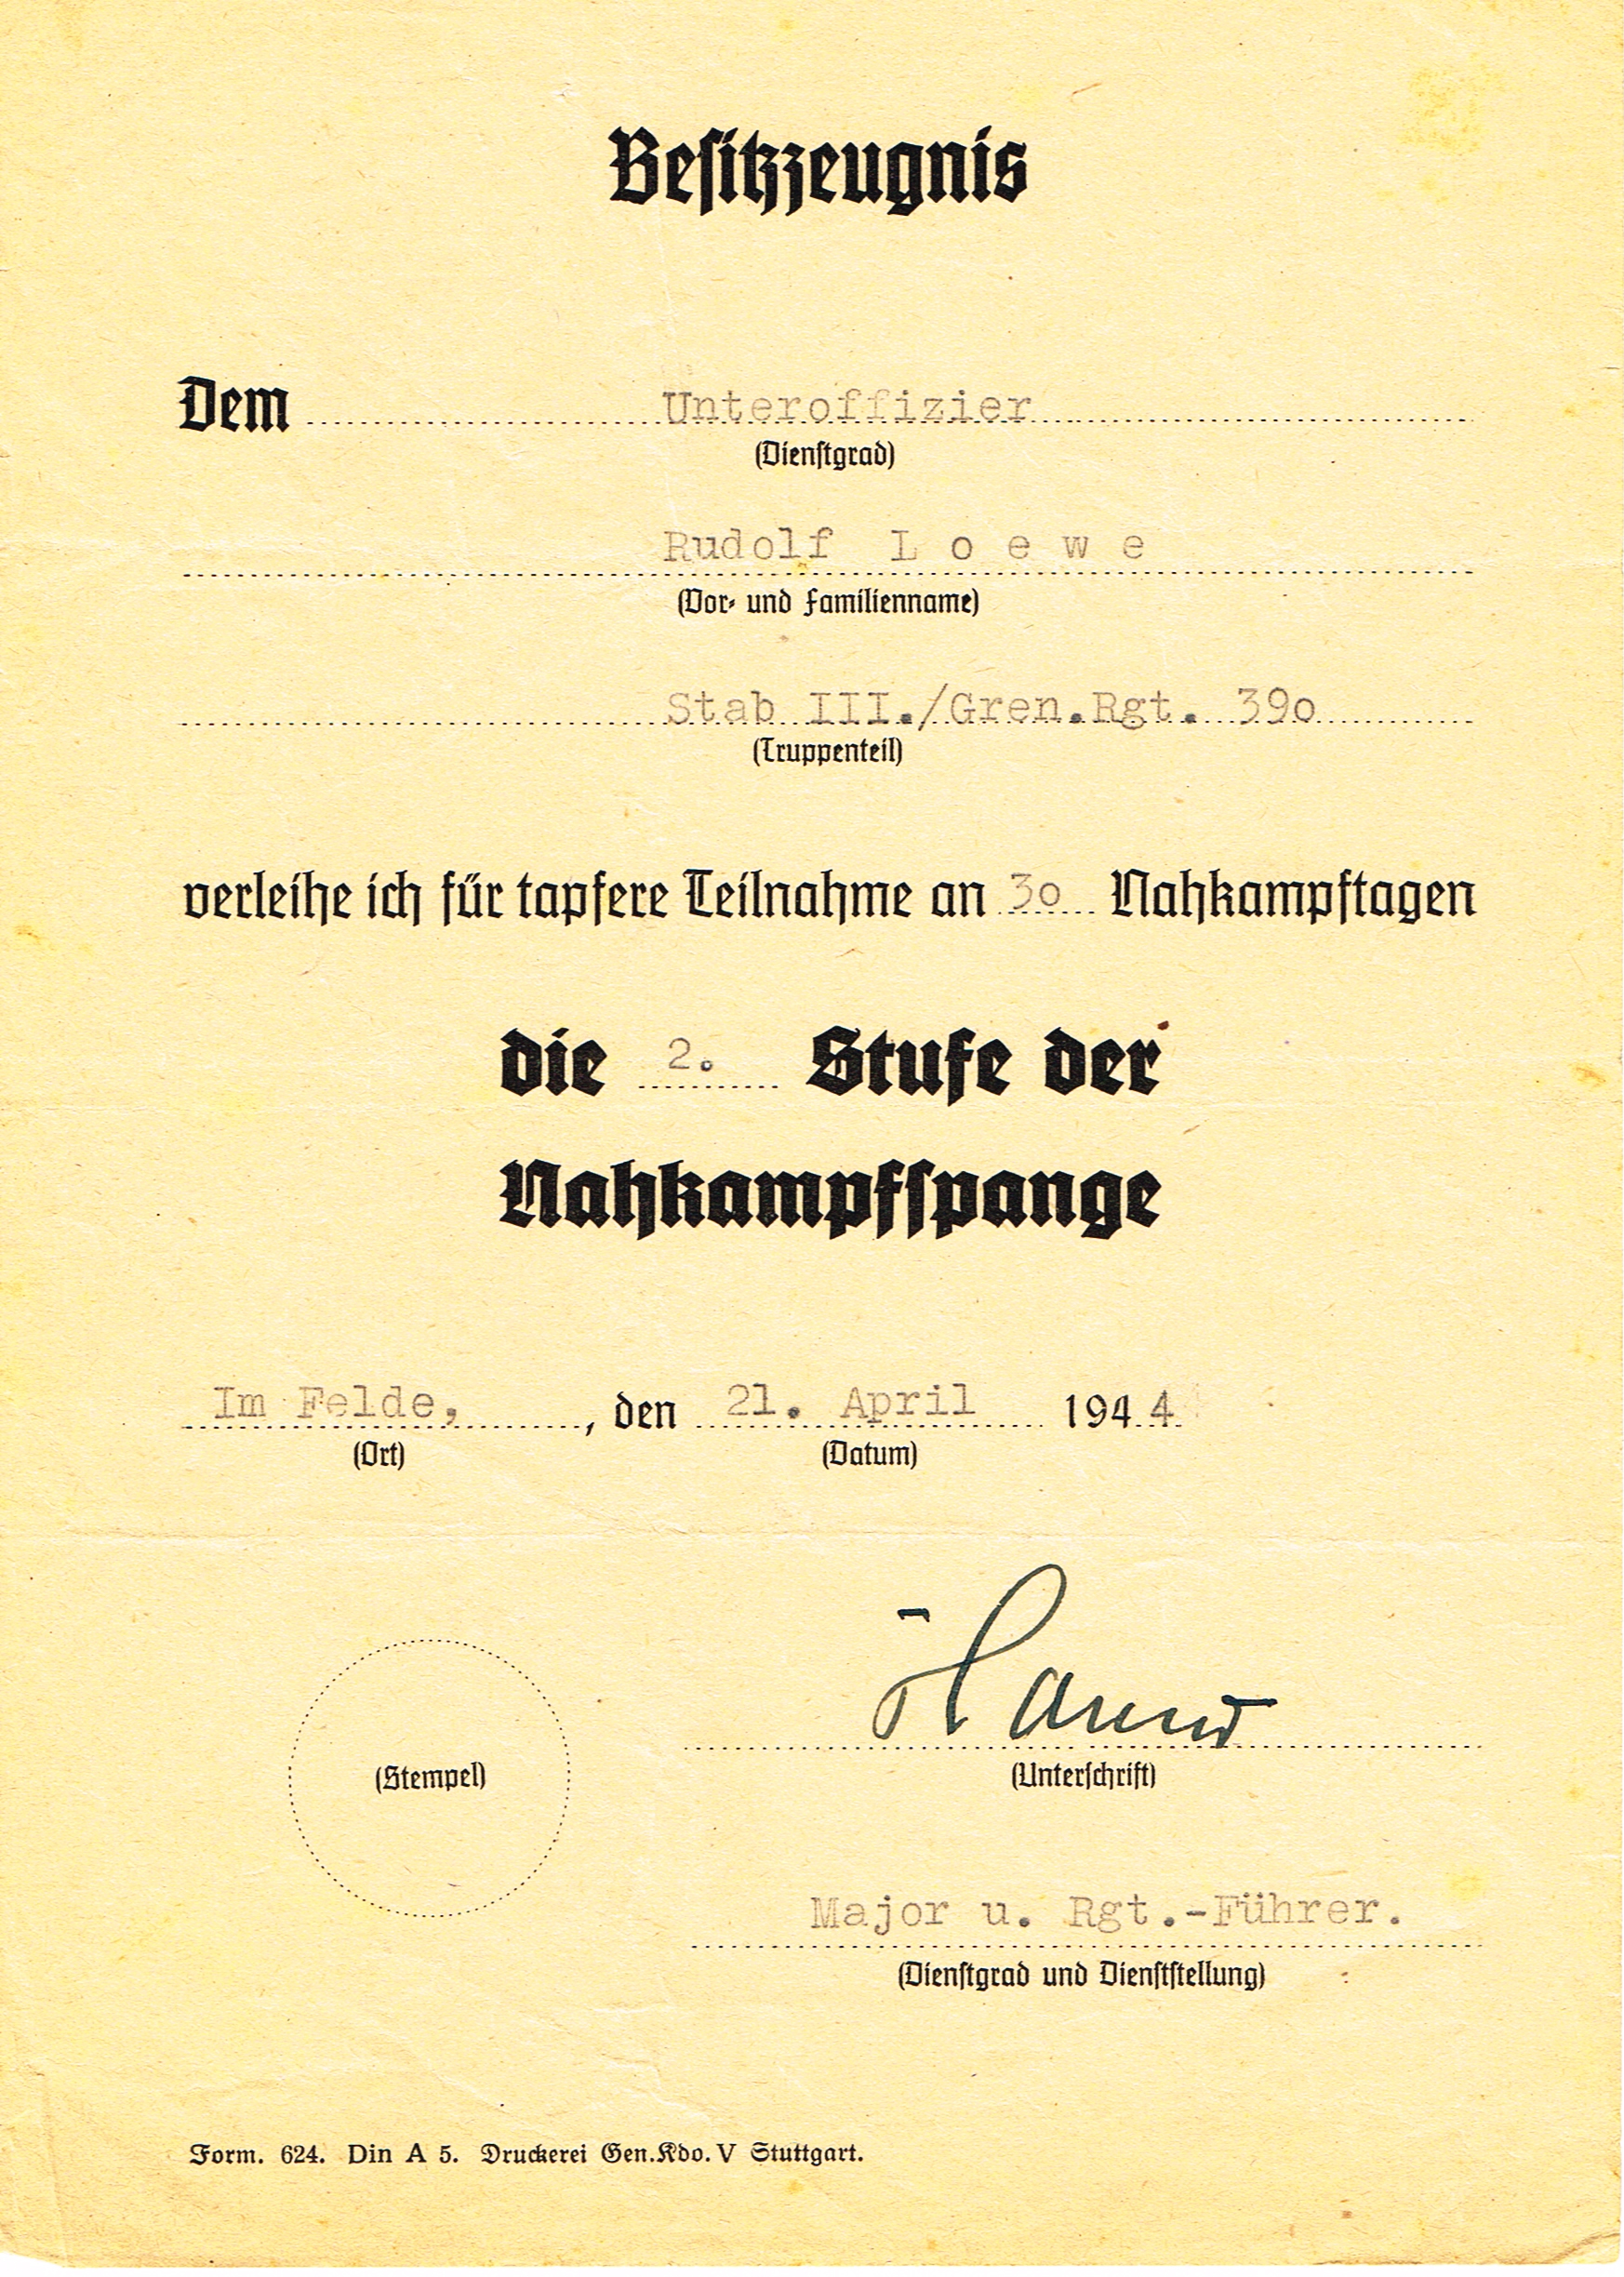 Besitzzeugnis
Dem Unteroffizier
(Dienstgrad)
Rudolf L o e w e
(Vor- und Familienname)
Stab III./Gren.Rgt. 39o
(Truppenteil)
verleihe ich für tapfere Teilnahme an 3o Nahkampftagen
die 2. Stufe der
Nahkampfspange
Im Felde, , den 21. April 1944
(Ort) (Datum)
(Stempel)
(Unterschrift)
Major u. Rgt.-Führer.
(Dienstgrad und Dienststellung)
Form. 624. Din A 5. Druckerei Gen.Kdo. V Stuttgart.